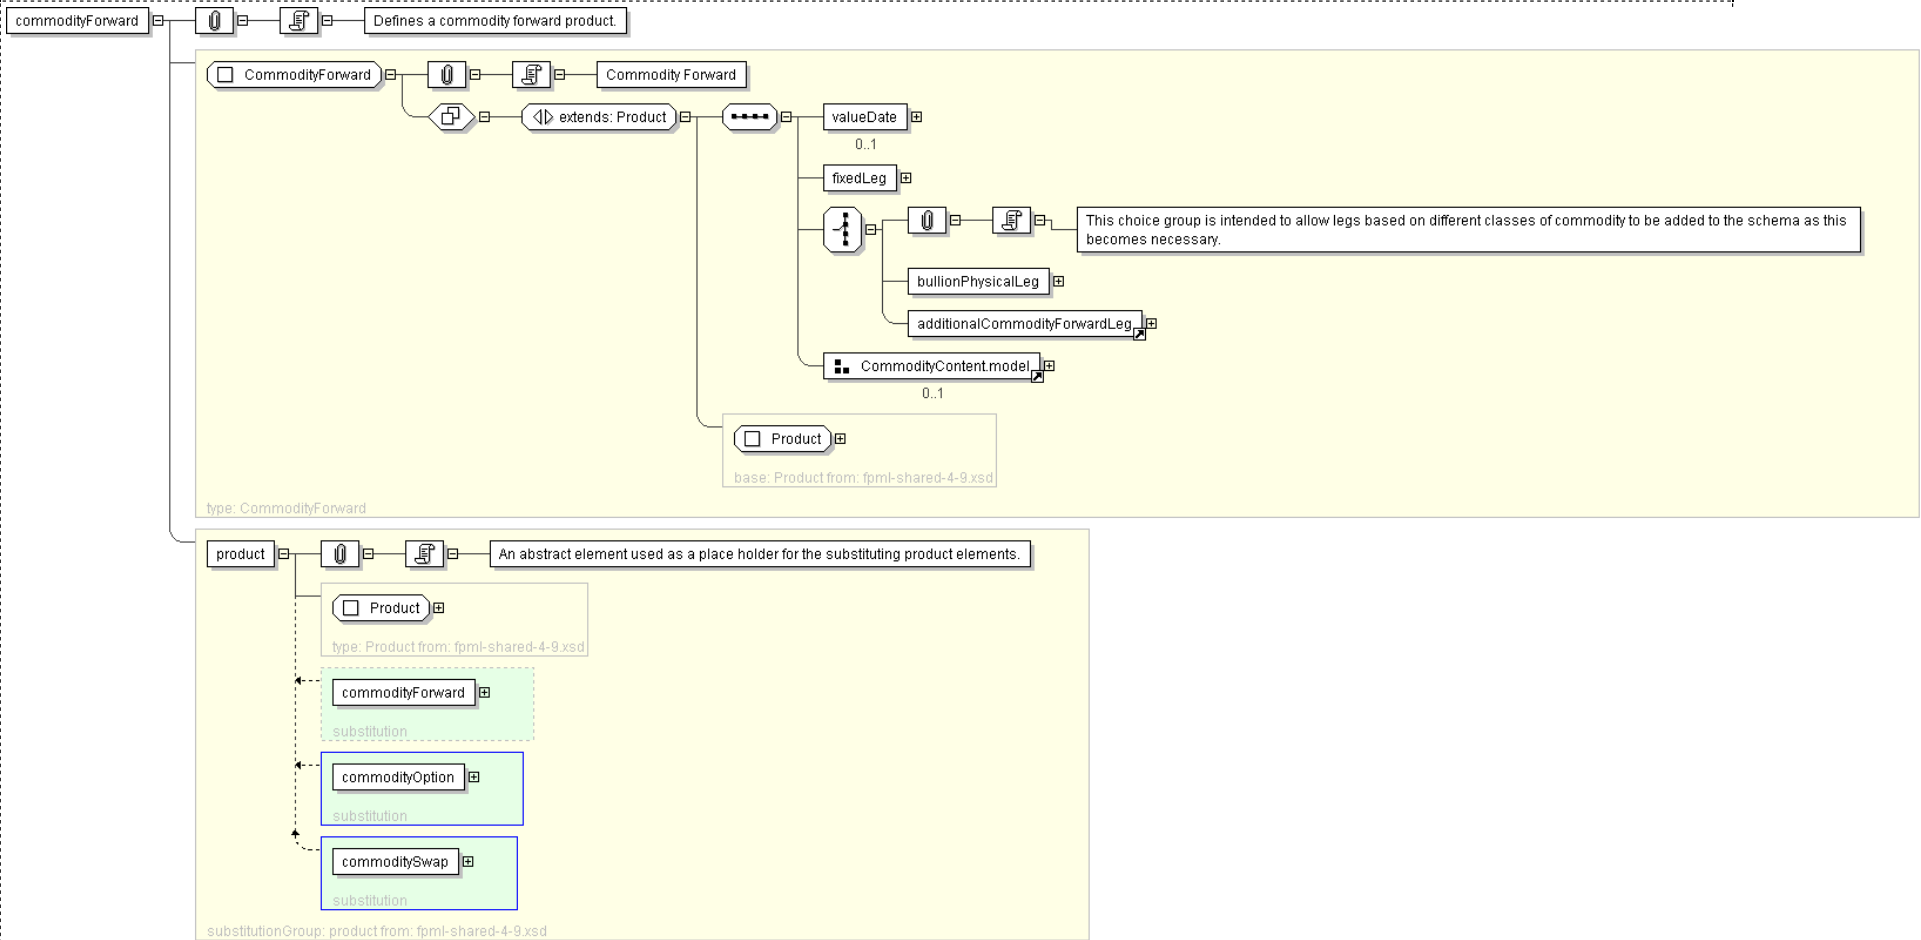 commodityForward
Defines a commodity forward product.
CommodityForward
Commodity Forward
extends: Product
valueDate
0..1
fixedLeg
This choice group is intended to allow legs based on different classes of commodity to be added to the schema as this
becomes necessary.
bullionPhysicalLeg
additionalCommodityForwardLeg
CommodityContent.model
0..1
Product
base: Product from: fpml-shared-4-9.xsd
type: CommodityForward
product
An abstract element used as a place holder for the substituting product elements.
Product
type: Product from: fpml-shared-4-9.xsd
commodityForward
substitution
commodityOption
substitution
commoditySwap
substitution
substitutionGroup: product from: fpml-shared-4-9.xsd